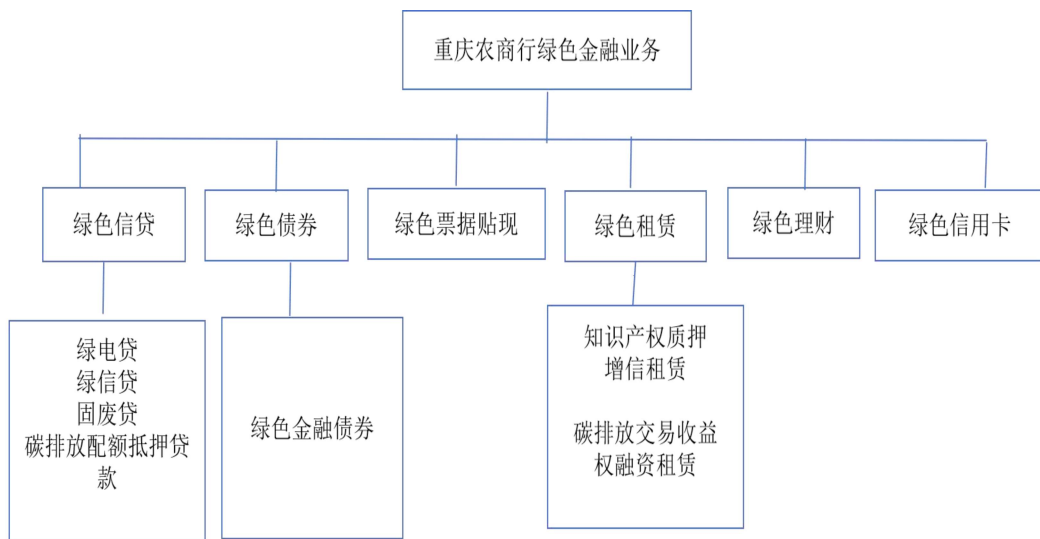 重庆农商行绿色金融业务
绿色信贷
绿色债券
绿色票据贴现
绿色租赁
绿色理财
绿色信用卡
绿电贷
绿信贷
固废贷
碳排放配额抵押贷
款
绿色金融债券
知识产权质押
增信租赁
碳排放交易收益
权融资租赁